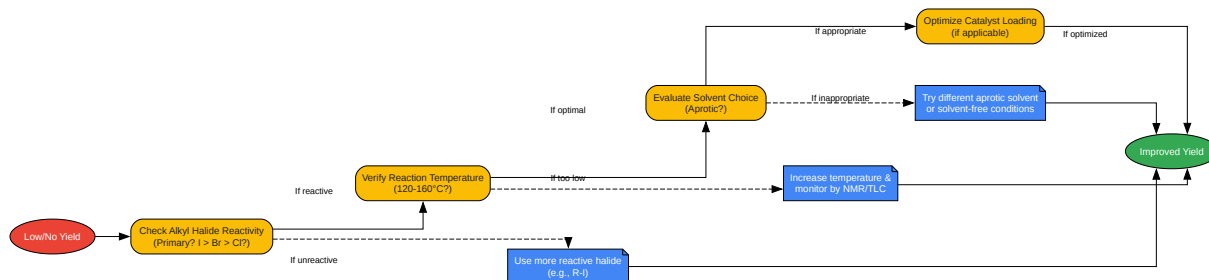 Low/No Yield
Check Alkyl Halide Reactivity
(Primary? I > Br > Cl?)
If reactive
If unreactive
Use more reactive halide
(e.g., R-I)
Verify Reaction Temperature
(120-160°C?)
If optimal
If too low
Increase temperature &
monitor by NMR/TLC
Evaluate Solvent Choice
(Aprotic?)
If appropriate
If inappropriate
Try different aprotic solvent
or solvent-free conditions
Optimize Catalyst Loading
(if applicable)
If optimized
Improved Yield